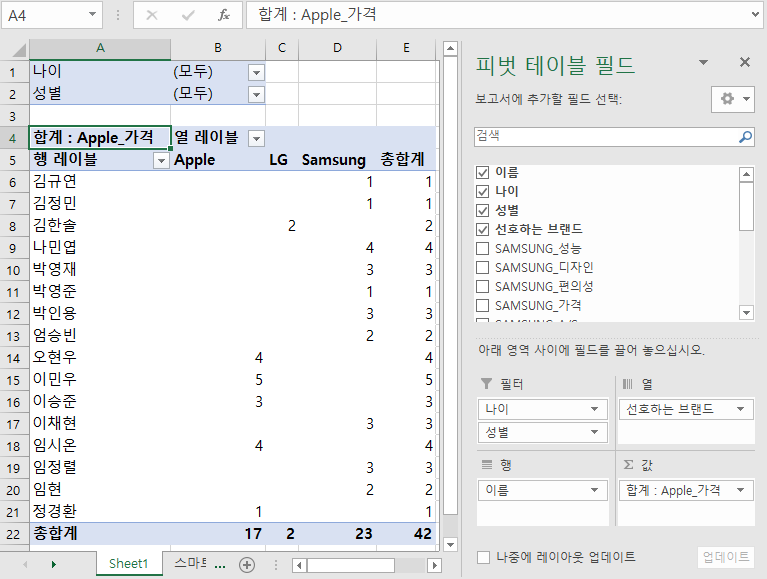 A4 fx 합계 : Apple_가격
A B C D E
1 나이 (모두)
2 성별 (모두)
3
4 합계 : Apple_가격 열 레이블
5 행 레이블 Apple LG Samsung 총합계
6 김규연 1 1
7 김정민 1 1
8 김한솔 2 2
9 나민엽 4 4
10 박영재 3 3
11 박영준 1 1
12 박인용 3 3
13 엄승빈 2 2
14 오현우 4 4
15 이민우 5 5
16 이승준 3 3
17 이채현 3 3
18 임시온 4 4
19 임정렬 3 3
20 임현 2 2
21 정경환 1 1
22 총합계 17 2 23 42
Sheet1 스마트 ...
피벗 테이블 필드
보고서에 추가할 필드 선택:
검색
이름
나이
성별
선호하는 브랜드
SAMSUNG_성능
SAMSUNG_디자인
SAMSUNG_편의성
SAMSUNG_가격
아래 영역 사이에 필드를 끌어 놓으십시오.
필터
나이
성별
열
선호하는 브랜드
행
이름
Σ 값
합계 : Apple_가격
나중에 레이아웃 업데이트 업데이트